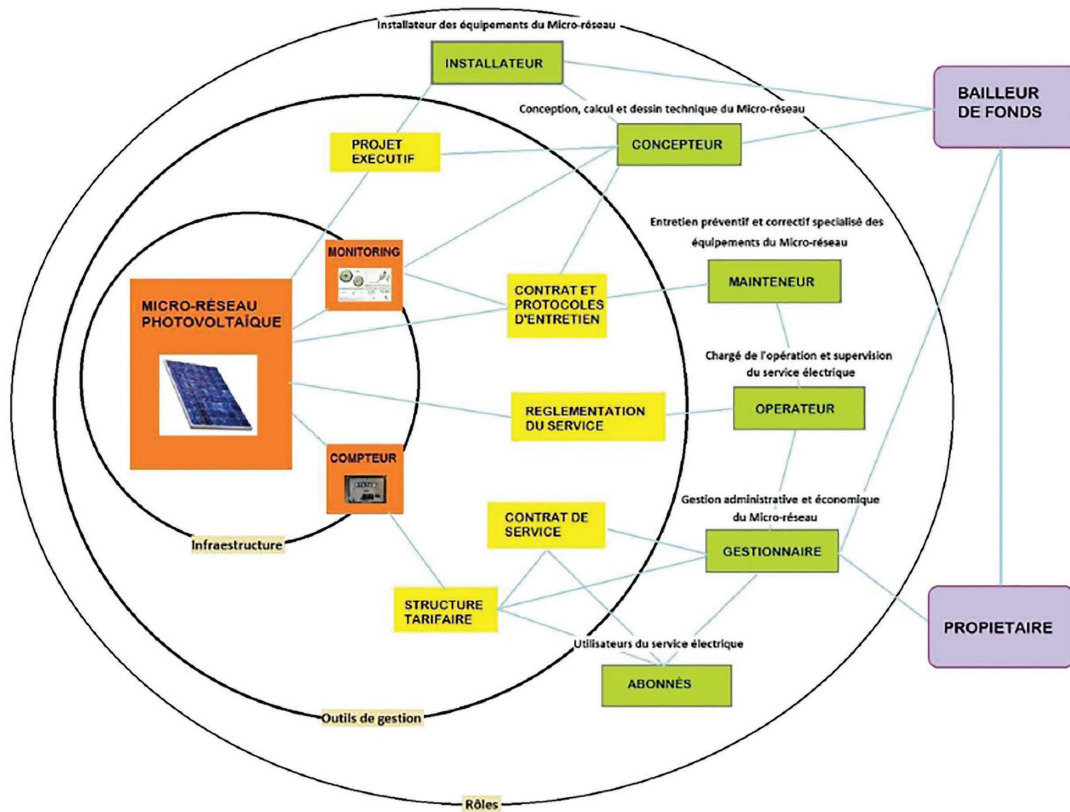 Installateur des équipements du Micro-réseau
INSTALLATEUR
BAILLEUR
DE FONDS
Conception, calcul et dessin technique du Micro-réseau
PROJET
EXECUTIF
CONCEPTEUR
Entretien préventif et correctif specialisé des
équipements du Micro-réseau
MONITORING
MAINTENEUR
MICRO-RÉSEAU
PHOTOVOLTAÏQUE
CONTRAT ET
PROTOCOLES
D'ENTRETIEN
Chargé de l'opération et supervision
du service électrique
REGLEMENTATION
DU SERVICE
OPERATEUR
COMPTEUR
Gestion administrative et économique
du Micro-réseau
CONTRAT DE
SERVICE
Infraestructure
GESTIONNAIRE
STRUCTURE
TARIFAIRE
PROPIETAIRE
Utilisateurs du service électrique
ABONNÉS
Outils de gestion
Rôles